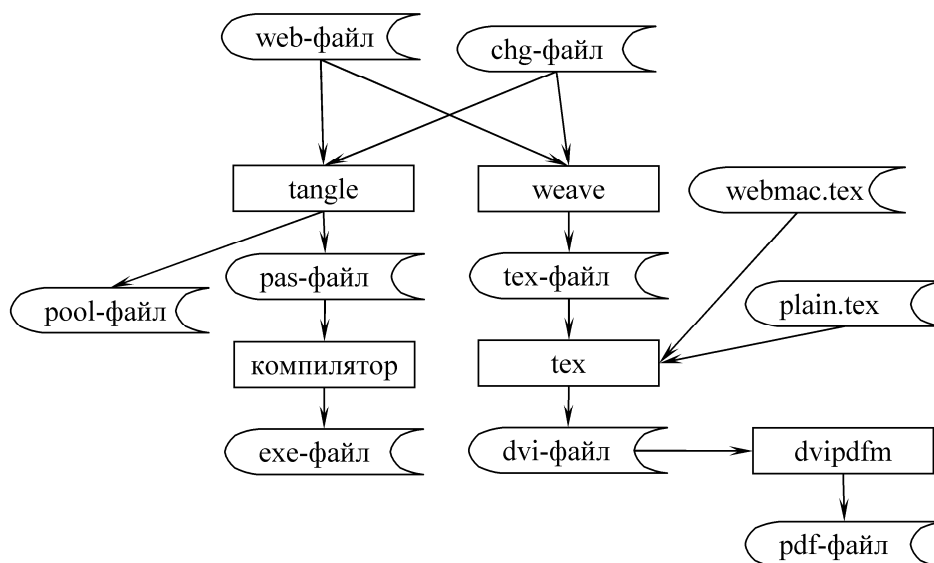 web-файл
chg-файл
tangle
weave
webmac.tex
pool-файл
pas-файл
tex-файл
plain.tex
компилятор
tex
exe-файл
dvi-файл
dvipdfm
pdf-файл